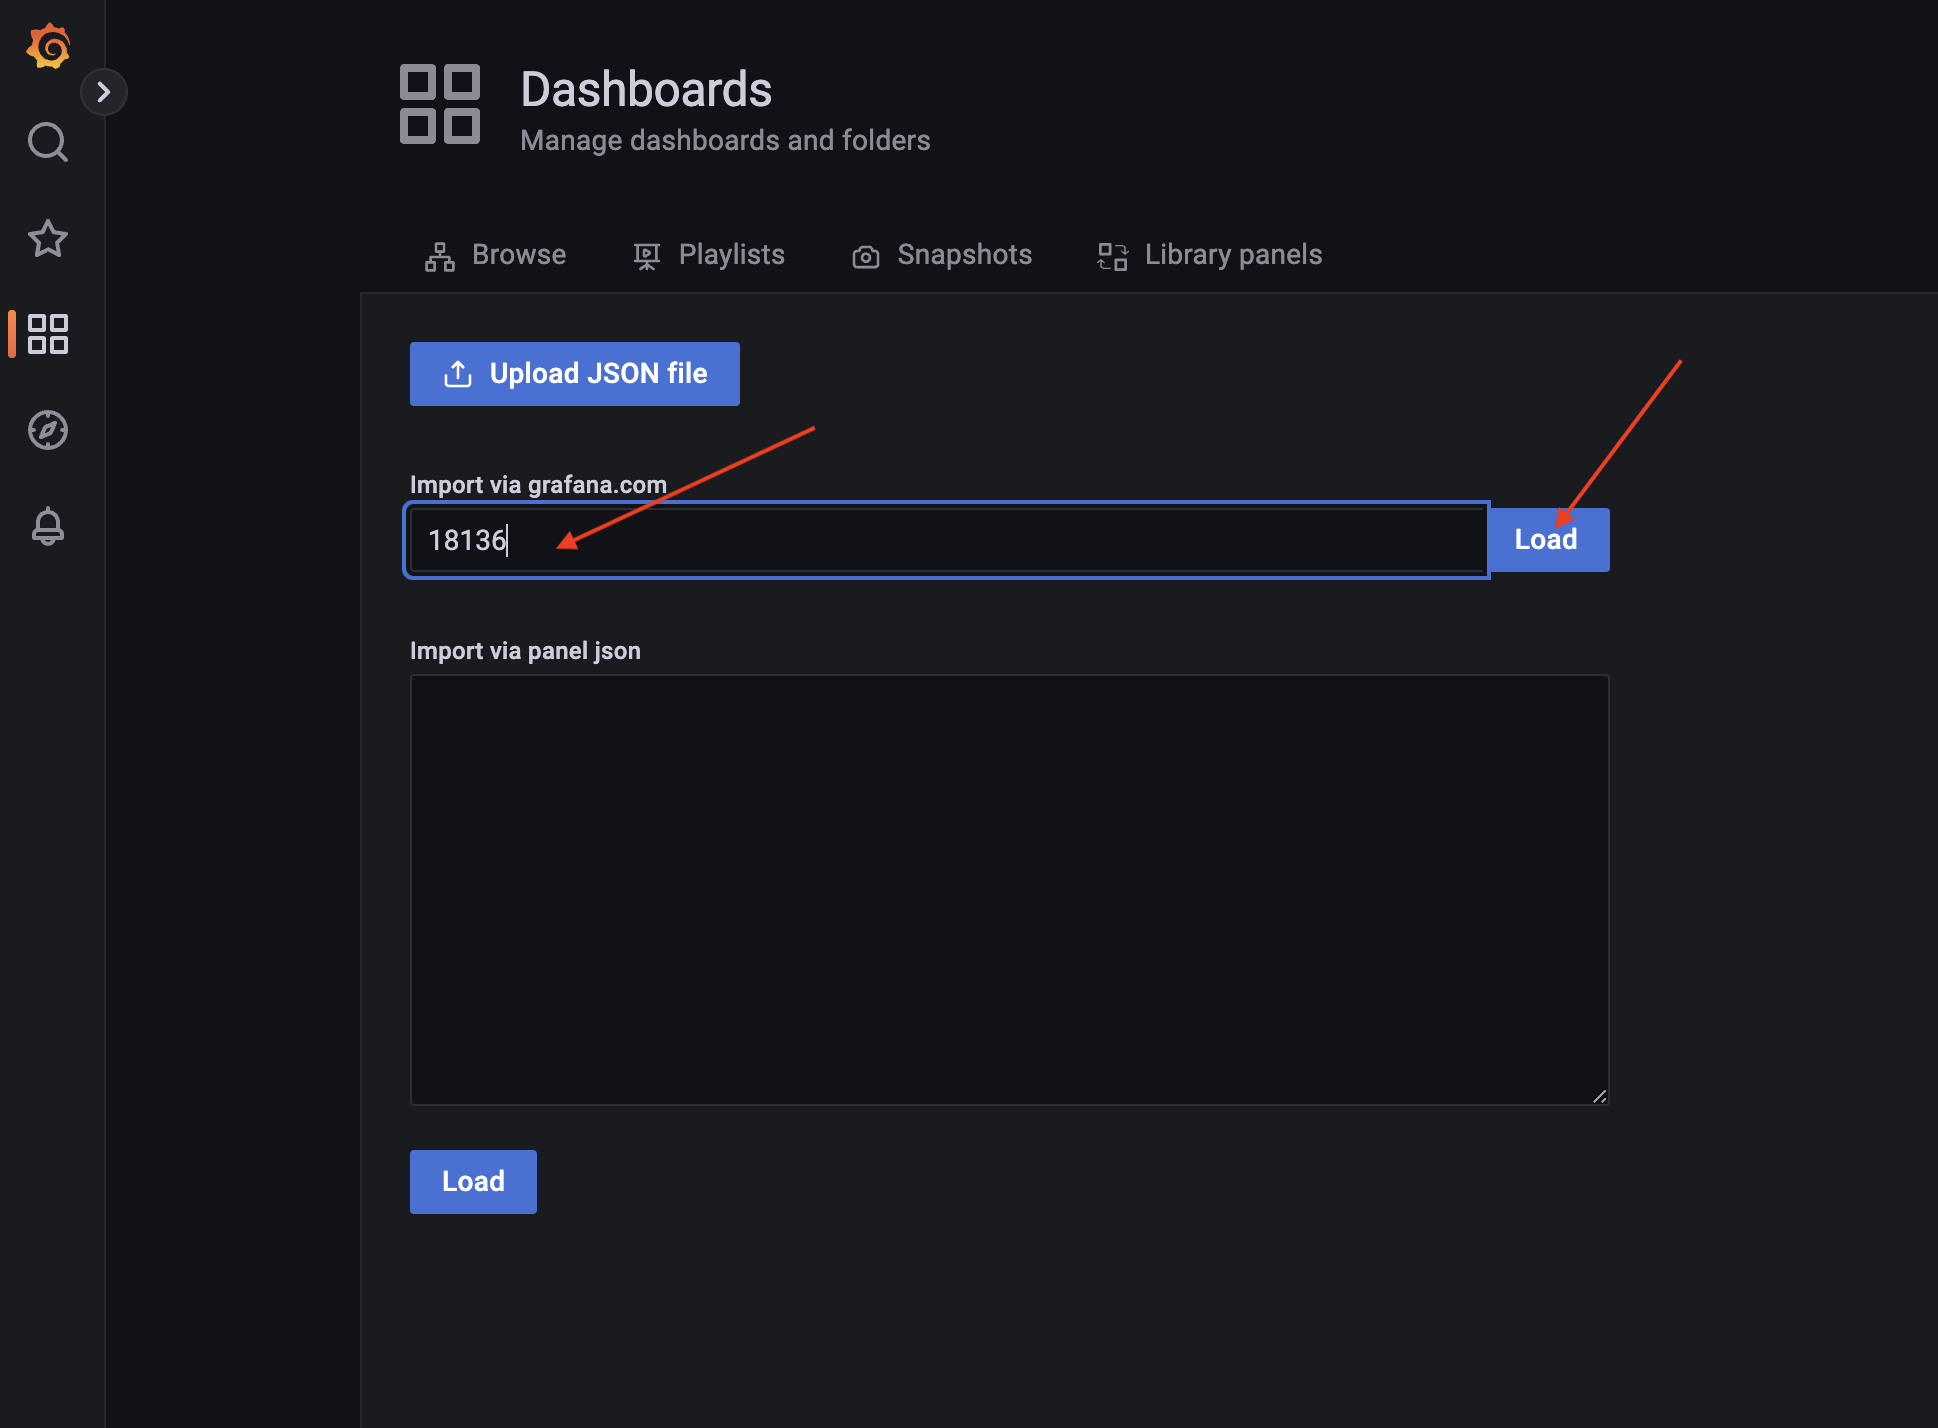 Dashboards
Manage dashboards and folders
Browse Playlists Snapshots Library panels
Upload JSON file
Import via grafana.com
18136 Load
Import via panel json
Load